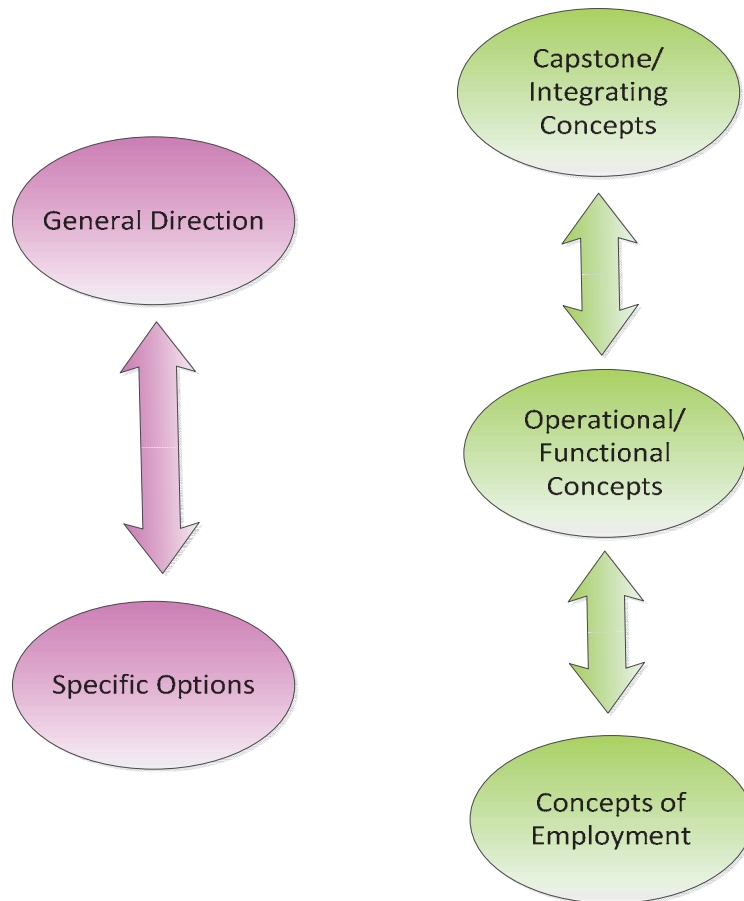 General Direction
Specific Options
Capstone/
Integrating
Concepts
Operational/
Functional
Concepts
Concepts of
Employment